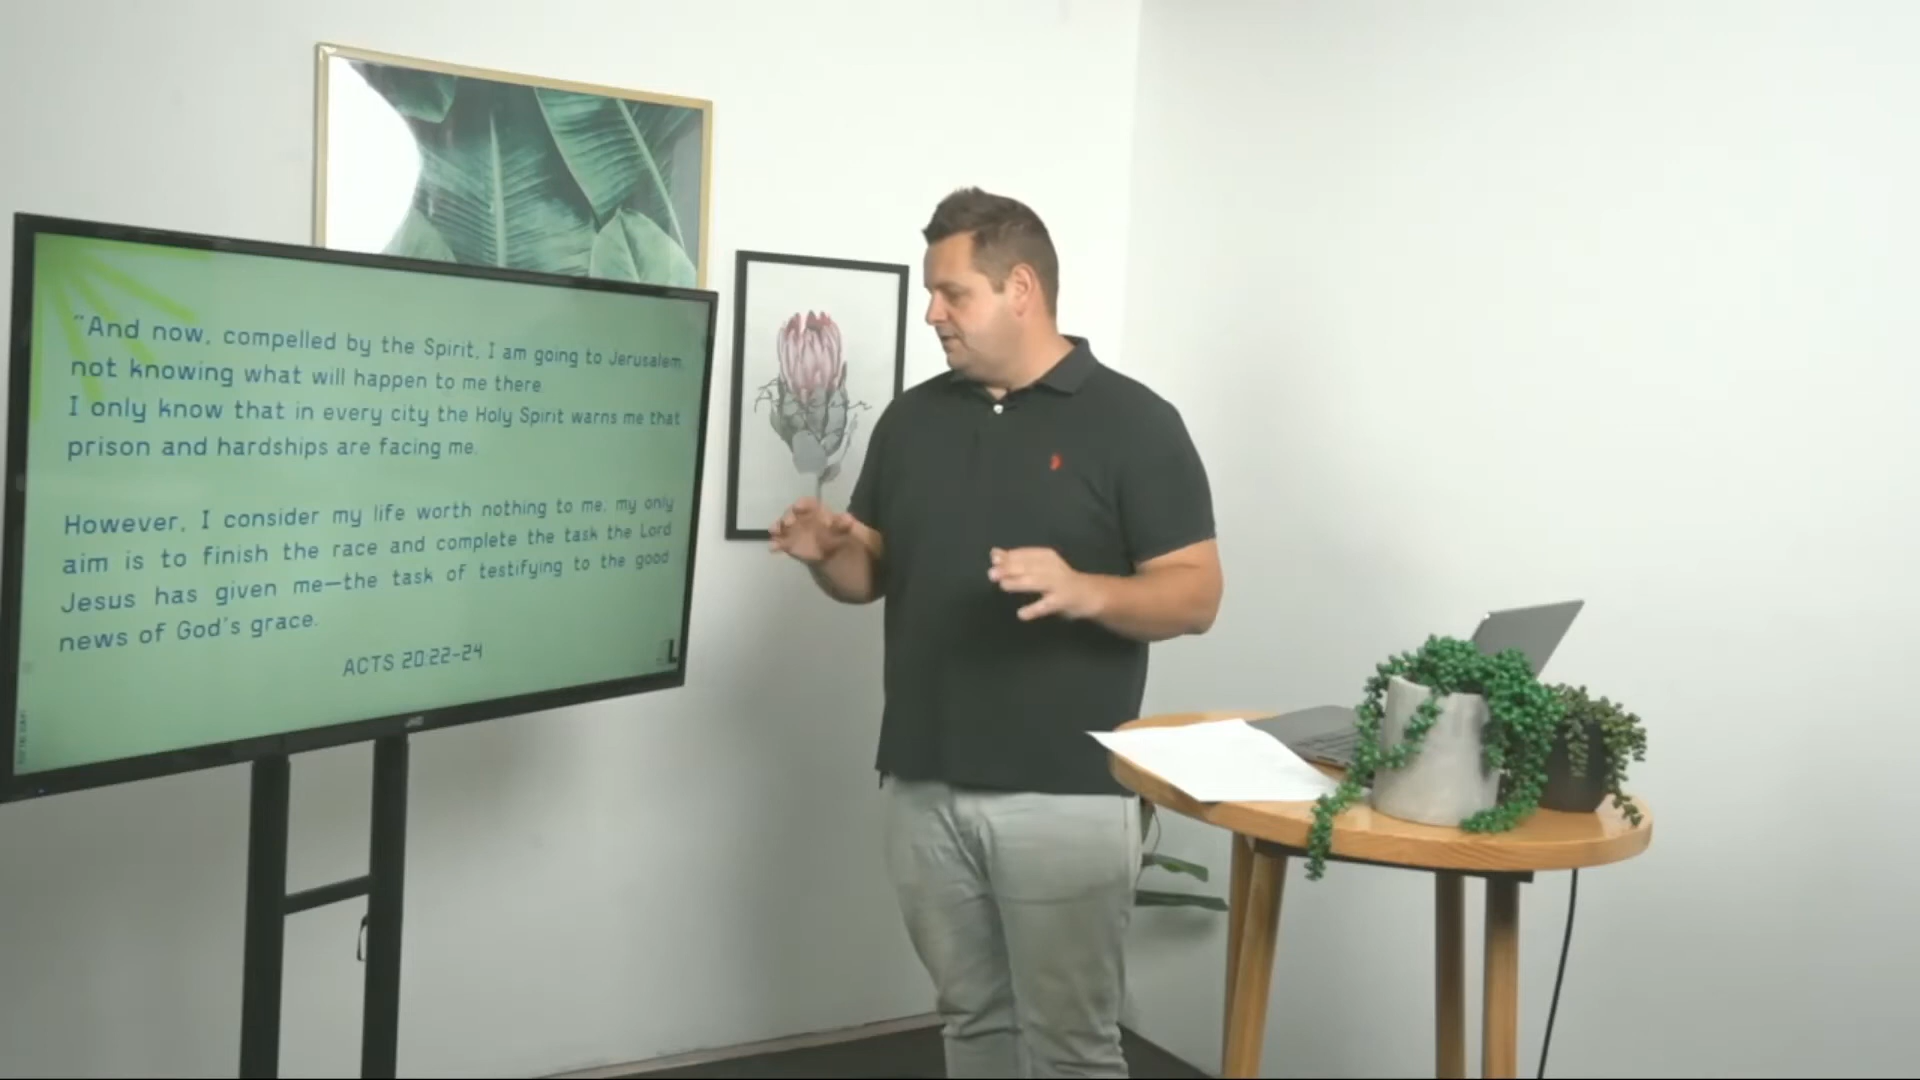 "And now, compelled by the Spirit, I am going to Jerusalem
not knowing what will happen to me there.
I only know that in every city the Holy Spirit warns me that
prison and hardships are facing me.
However, I consider my life worth nothing to me; my only
aim is to finish the race and complete the task the Lord
Jesus has given me—the task of testifying to the good
news of God's grace.
ACTS 20:22-24
JVC